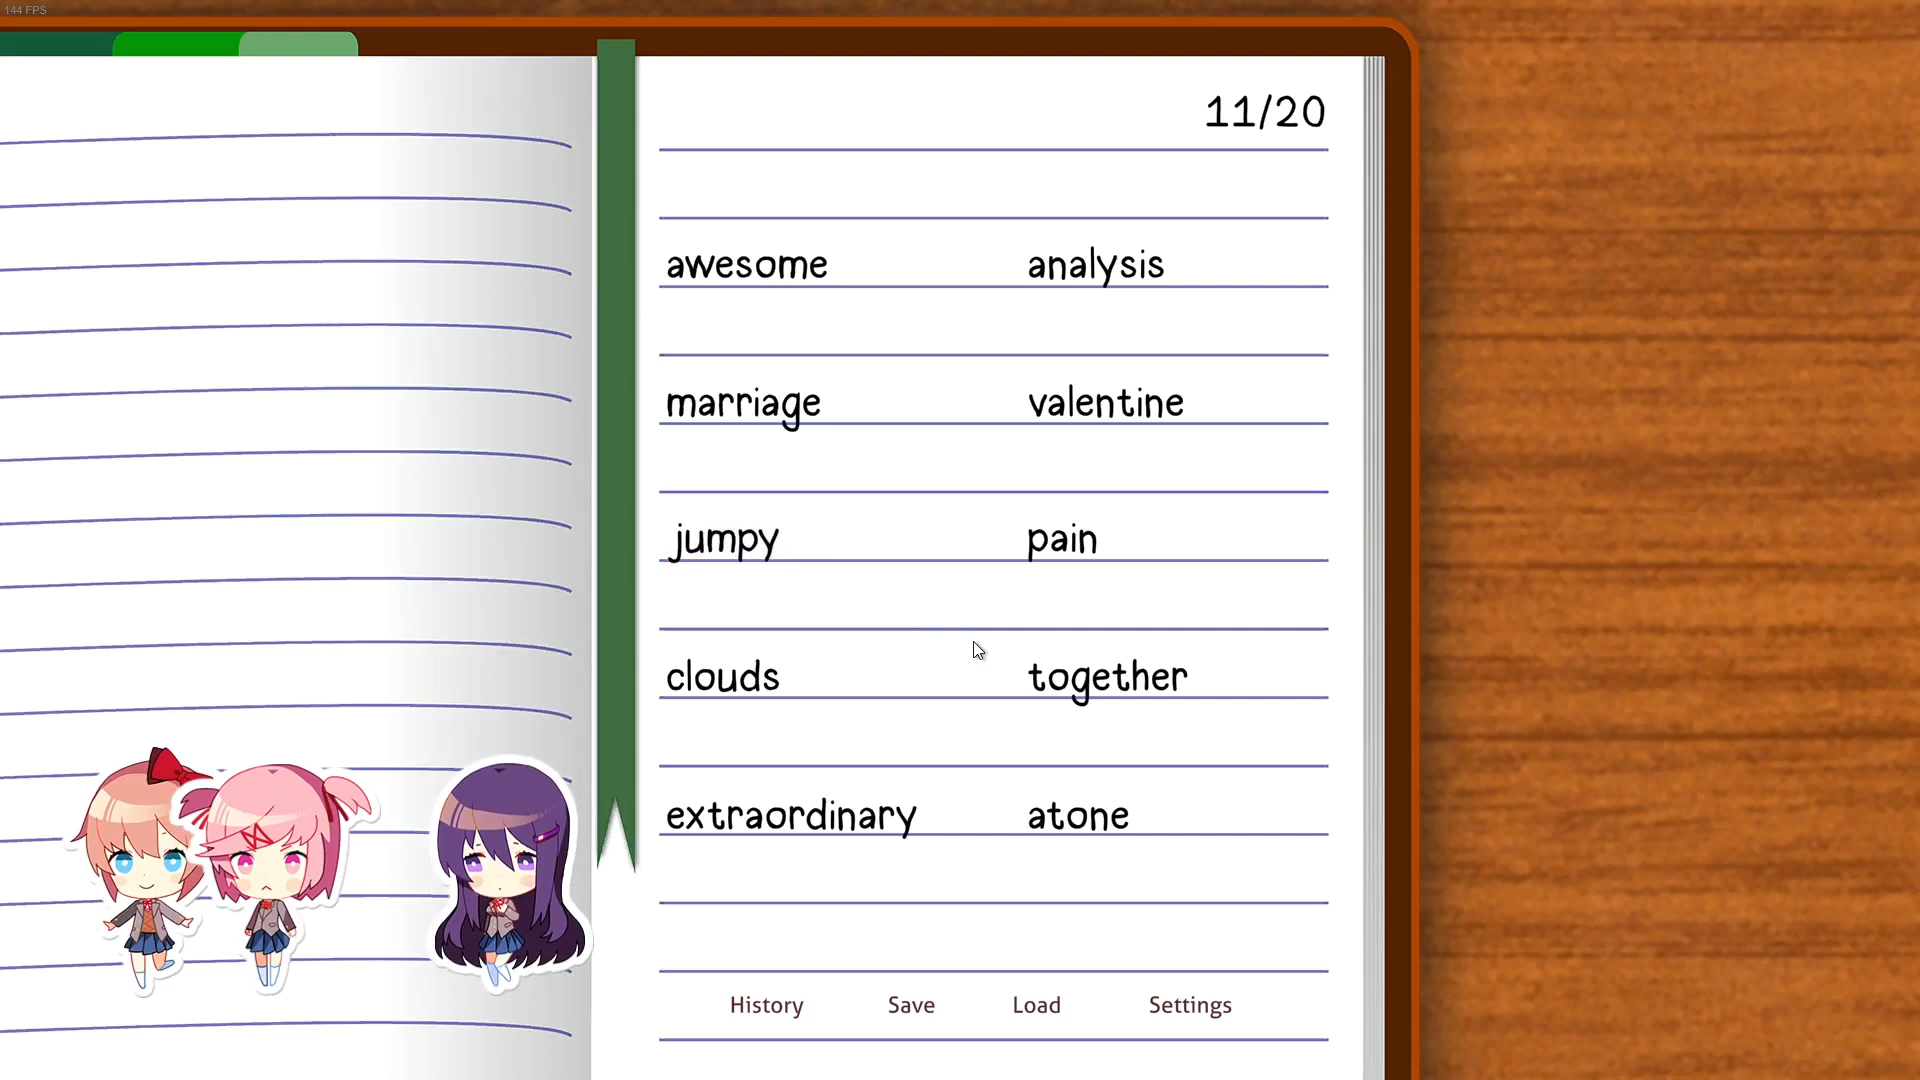 144 FPS
11/20
awesome analysis
marriage valentine
jumpy pain
clouds together
extraordinary atone
History Save Load Settings